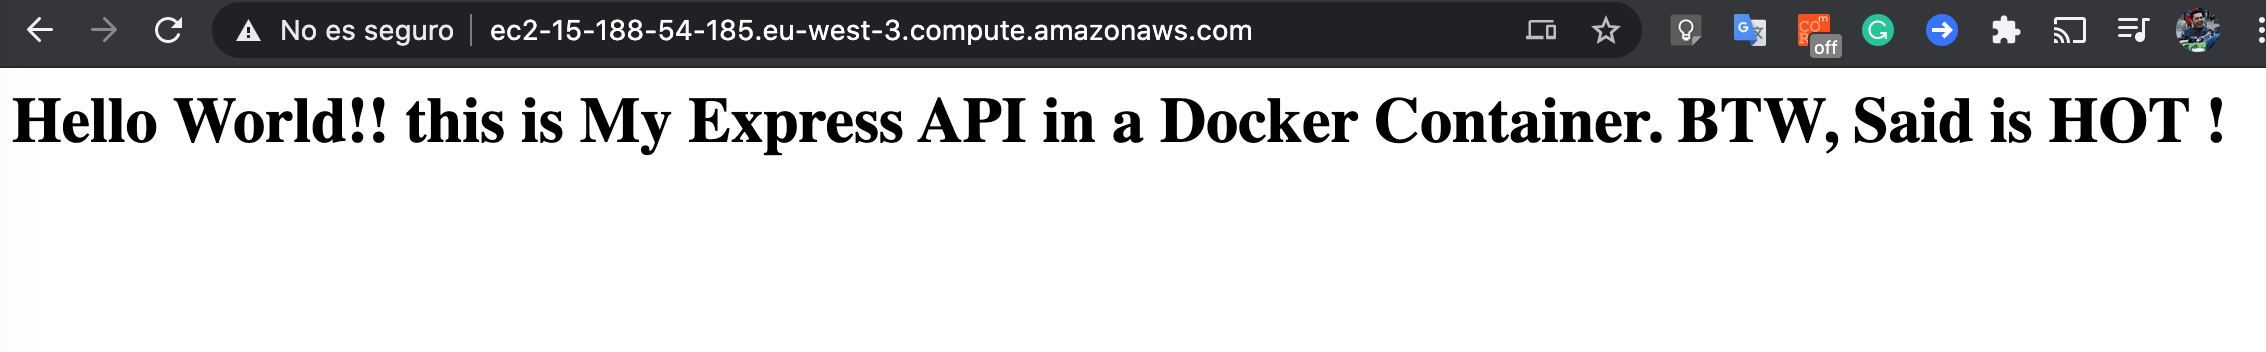 No es seguro ec2-15-188-54-185.eu-west-3.compute.amazonaws.com
off
Hello World!! this is My Express API in a Docker Container. BTW, Said is HOT !